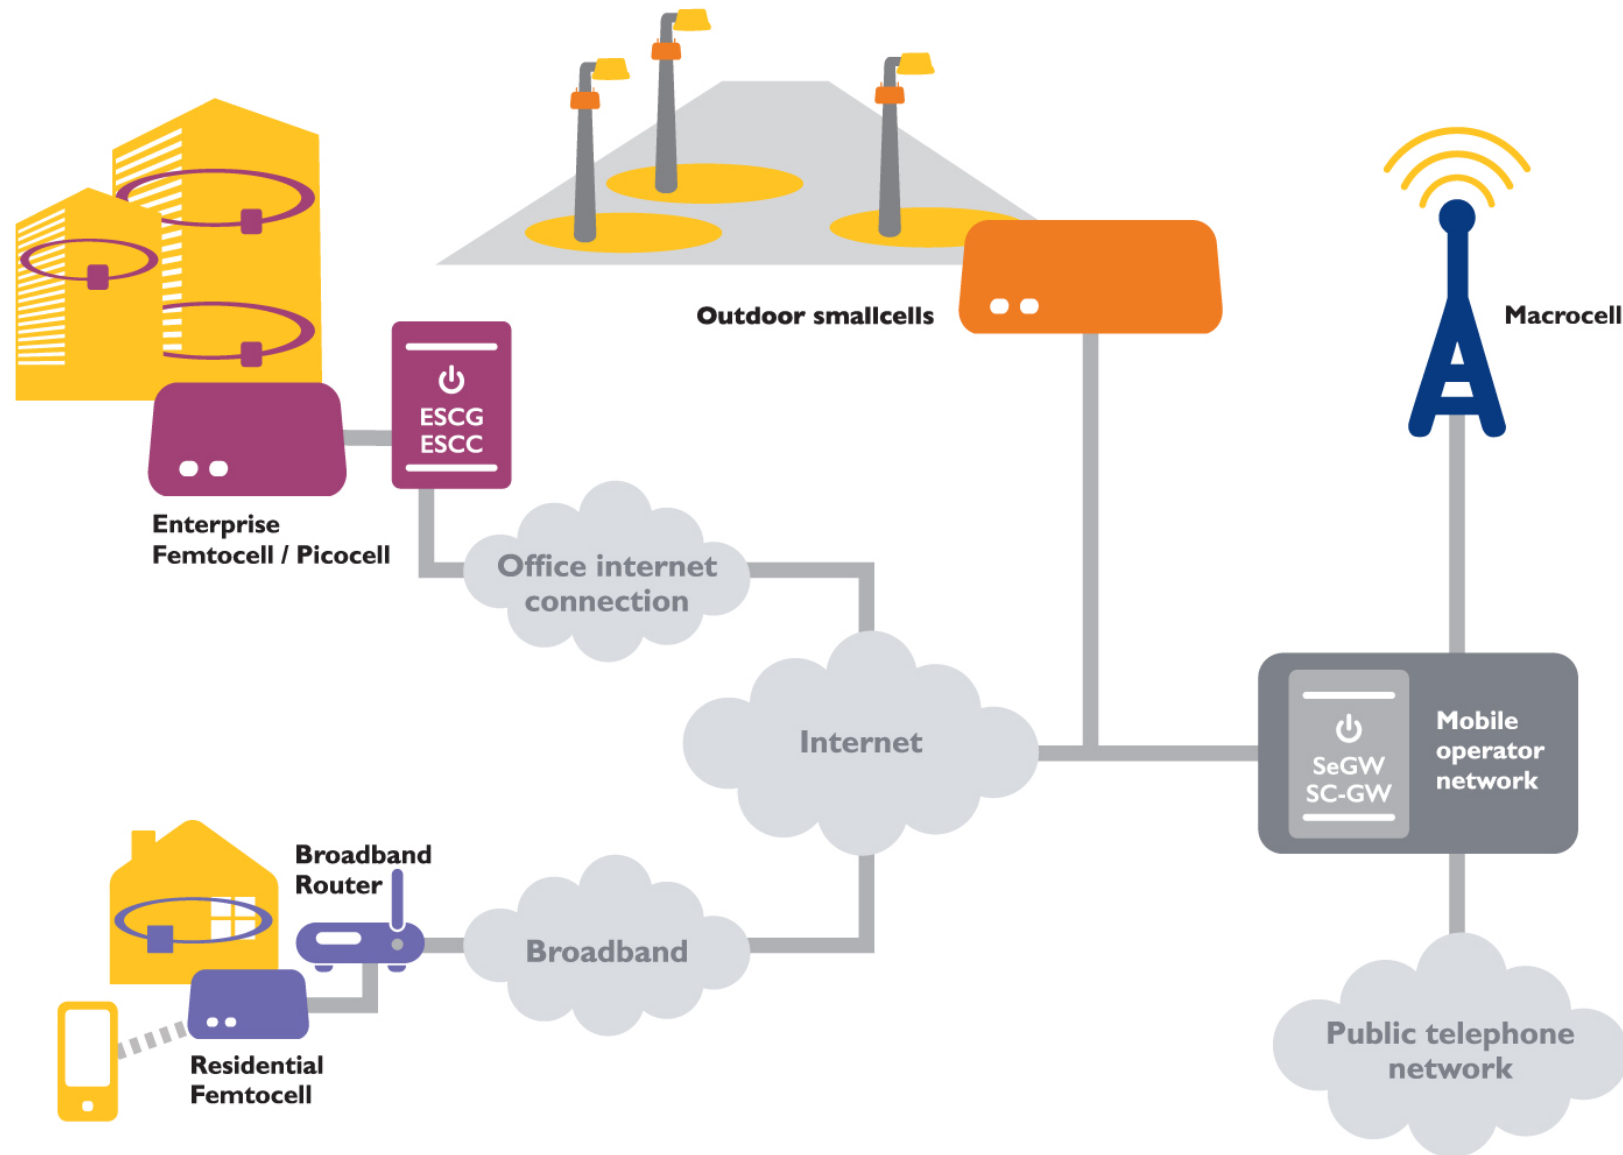 Outdoor smallcells
Macrocell
ESCG
ESCC
Enterprise
Femtocell / Picocell
Office internet
connection
Internet
Mobile
operator
network
SeGW
SC-GW
Broadband
Router
Broadband
Residential
Femtocell
Public telephone
network